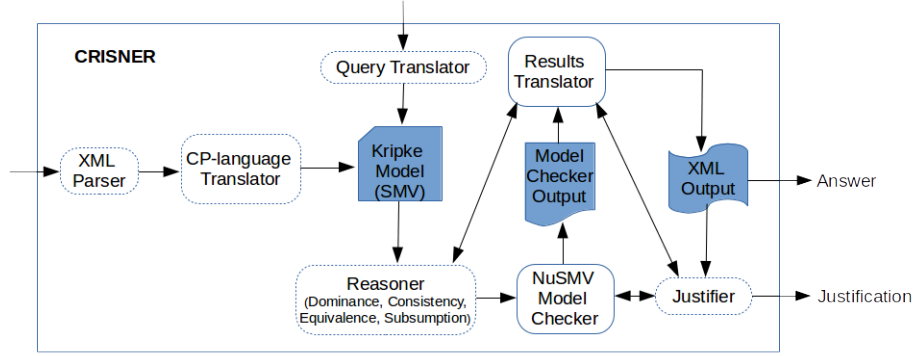 CRISNER
Query Translator
Results
Translator
XML
Parser
CP-language
Translator
Kripke
Model
(SMV)
Model
Checker
Output
XML
Output
Answer
Reasoner
(Dominance, Consistency,
Equivalence, Subsumption)
NuSMV
Model
Checker
Justifier
Justification